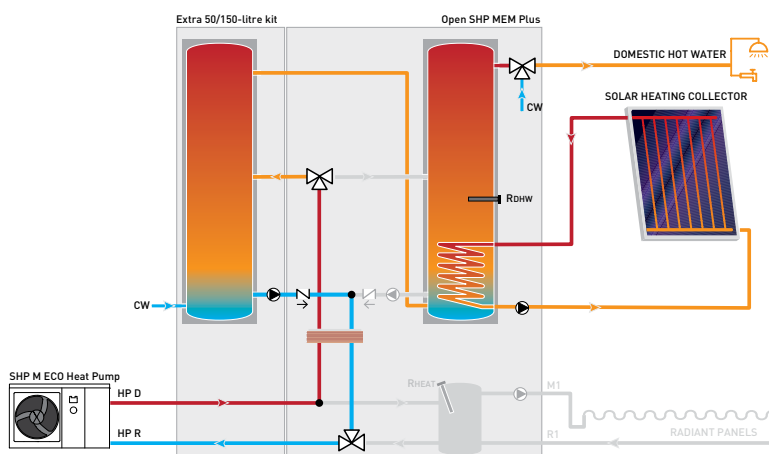 Extra 50/150-litre kit
Open SHP MEM Plus
DOMESTIC HOT WATER
SOLAR HEATING COLLECTOR
CW
RDHW
CW
SHP M ECO Heat Pump
HP D
RHEAT
M1
HP R
R1
RADIANT PANELS